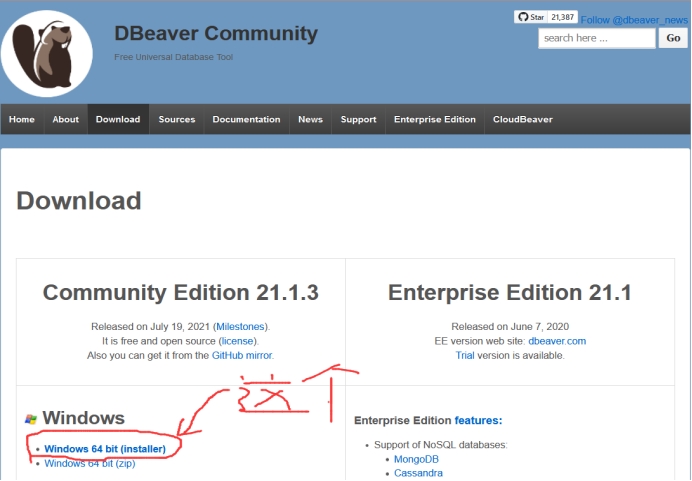 DBeaver Community
Free Universal Database Tool
Star 21,387 Follow @dbeaver_news
search here ... Go
Home About Download Sources Documentation News Support Enterprise Edition CloudBeaver
Download
Community Edition 21.1.3
Released on July 19, 2021 (Milestones).
It is free and open source (license).
Also you can get it from the GitHub mirror.
Enterprise Edition 21.1
Released on June 7, 2020
EE version web site: dbeaver.com
Trial version is available.
Windows
Windows 64 bit (installer)
Windows 64 bit (zip)
Enterprise Edition features:
Support of NoSQL databases:
MongoDB
Cassandra